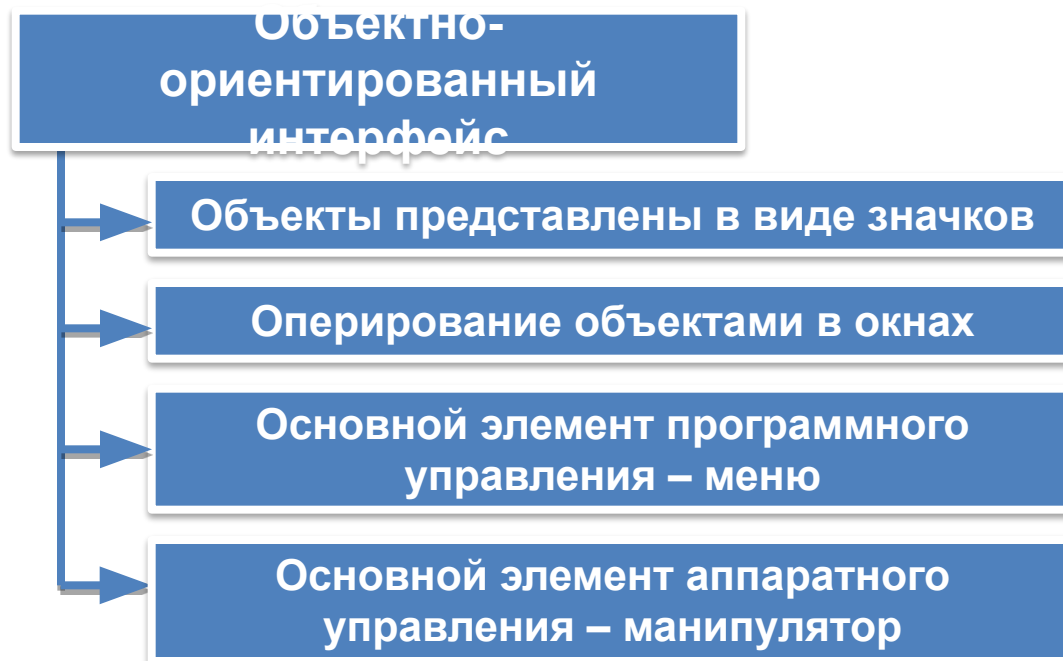 Объектно-
ориентированный
интерфейс
Объекты представлены в виде значков
Оперирование объектами в окнах
Основной элемент программного
управления – меню
Основной элемент аппаратного
управления – манипулятор